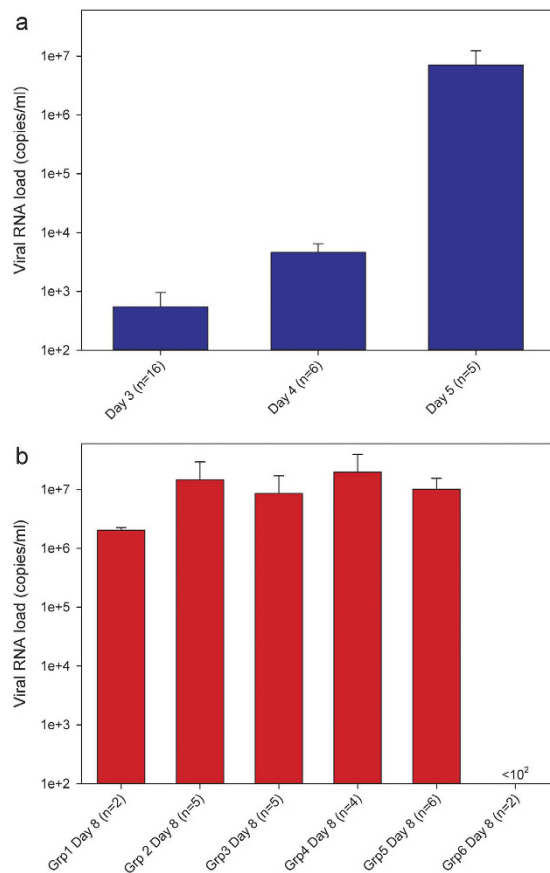 a
Viral RNA load (copies/ml)
1e+7
1e+6
1e+5
1e+4
1e+3
1e+2
Day 3 (n=16)
Day 4 (n=6)
Day 5 (n=5)
b
Viral RNA load (copies/ml)
1e+7
1e+6
1e+5
1e+4
1e+3
1e+2
<10²
Grp1 Day 8 (n=2)
Grp 2 Day 8 (n=5)
Grp3 Day 8 (n=5)
Grp4 Day 8 (n=4)
Grp5 Day 8 (n=6)
Grp6 Day 8 (n=2)